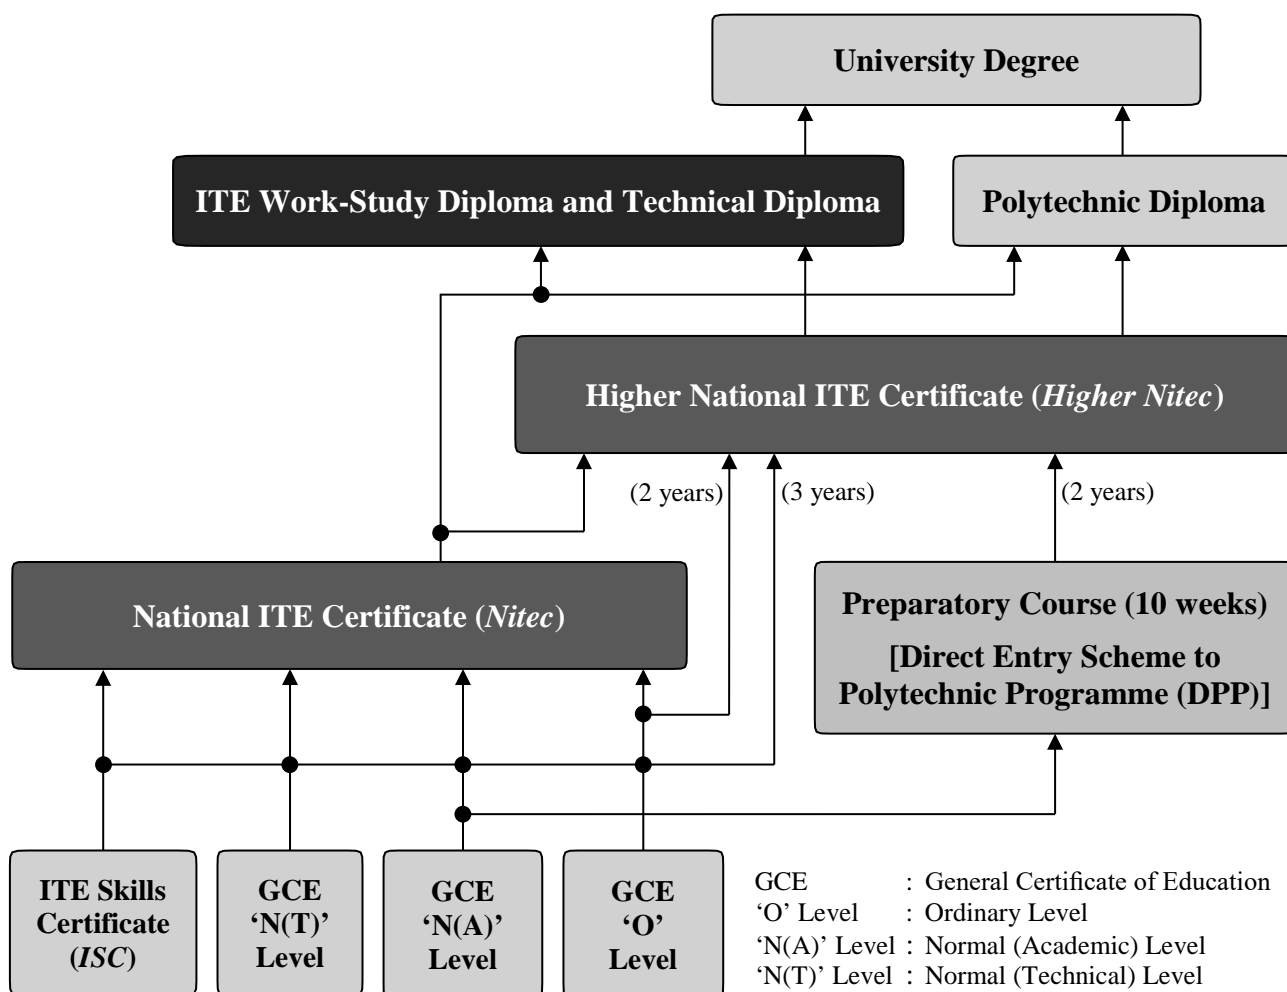 University Degree
ITE Work-Study Diploma and Technical Diploma
Polytechnic Diploma
Higher National ITE Certificate (Higher Nitec)
(2 years)
(3 years)
(2 years)
National ITE Certificate (Nitec)
Preparatory Course (10 weeks)
[Direct Entry Scheme to
Polytechnic Programme (DPP)]
ITE Skills
Certificate
(ISC)
GCE
‘N(T)’
Level
GCE
‘N(A)’
Level
GCE
‘O’
Level
GCE : General Certificate of Education
‘O’ Level : Ordinary Level
‘N(A)’ Level : Normal (Academic) Level
‘N(T)’ Level : Normal (Technical) Level